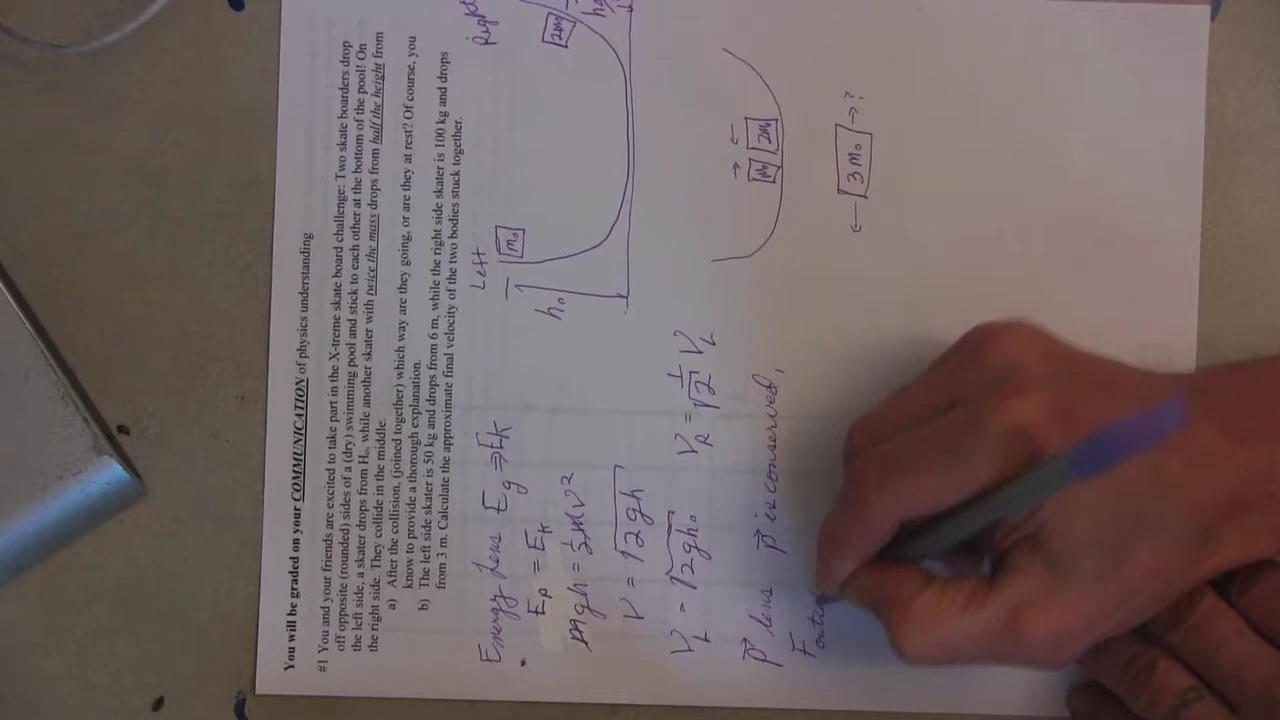 You will be graded on your COMMUNICATION of physics understanding
#1 You and your friends are excited to take part in the X-treme skate board challenge: Two skate boarders drop
off opposite (rounded) sides of a (dry) swimming pool and stick to each other at the bottom of the pool! On
the left side, a skater drops from H₀, while another skater with twice the mass drops from half the height from
the right side. They collide in the middle.
a) After the collision, (joined together) which way are they going, or are they at rest? Of course, you
know to provide a thorough explanation.
b) The left side skater is 50 kg and drops from 6 m, while the right side skater is 100 kg and drops
from 3 m. Calculate the approximate final velocity of the two bodies stuck together.
Left
Right
h₀
m₀
2m₀
Energy lens Eg ⇒ Ek
Ep = Ek
mgh = ½mv²
V = √2gh
V_L = √2gh₀ V_R = 1/√2 V_L
→ ←
m₀ 2m₀
← 3 m₀ → ?
p⃗ lens p⃗ is conserved,